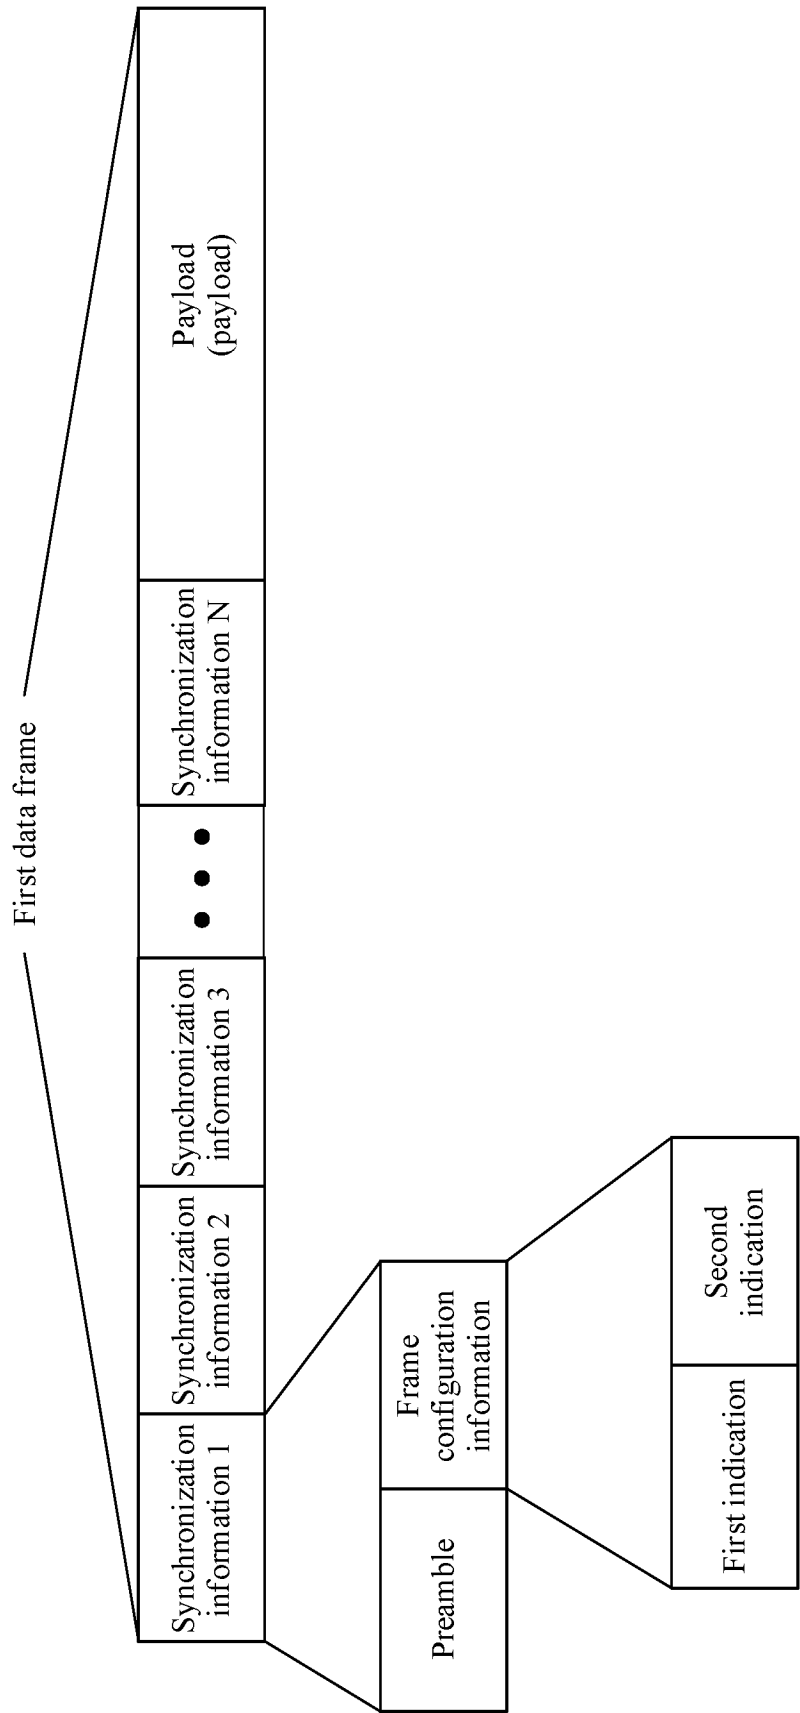 First data frame
Synchronization
information 1
Synchronization
information 2
Synchronization
information 3
Synchronization
information N
Payload
(payload)
Preamble
Frame
configuration
information
First indication
Second
indication